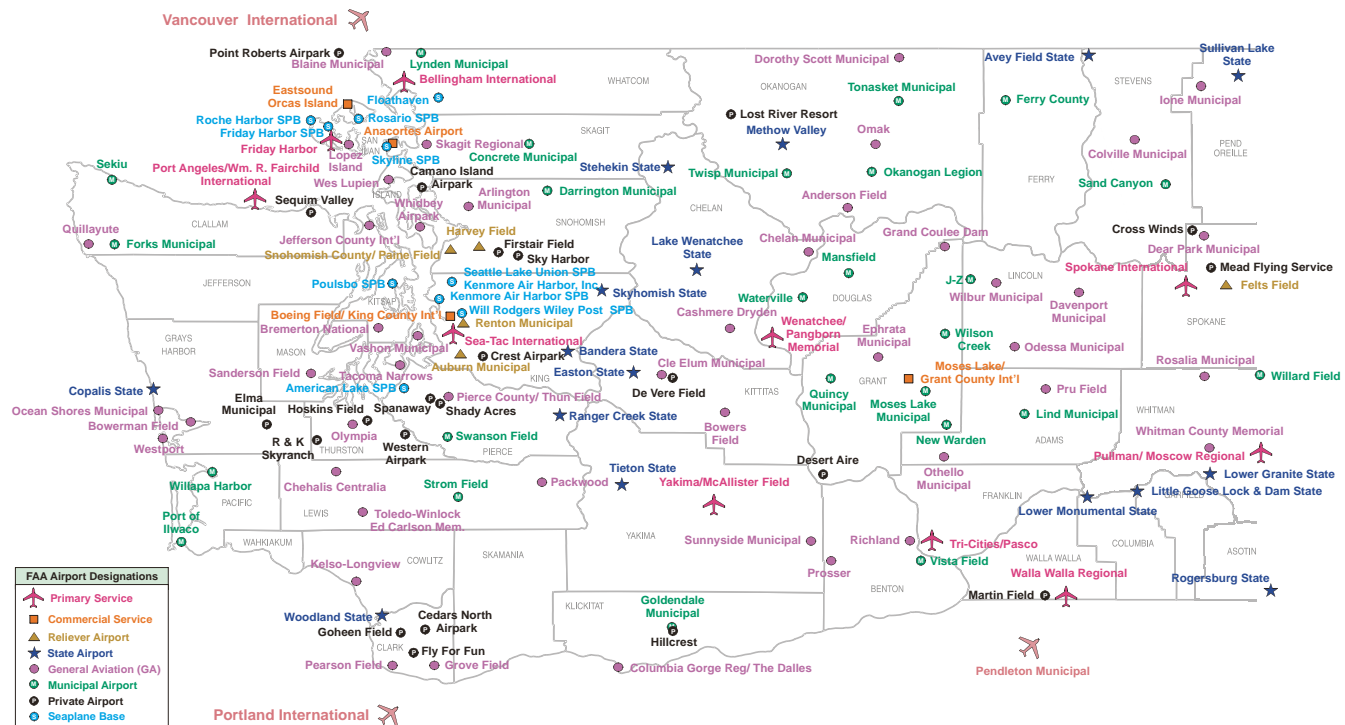 Vancouver International
Point Roberts Airpark
Blaine Municipal
Lynden Municipal
Bellingham International
WHATCOM
Eastsound
Orcas Island
Floathaven
Roche Harbor SPB
Rosario SPB
Friday Harbor SPB
Anacortes Airport
SKAGIT
Friday Harbor
SAN
JUAN
Lopez
Island
Skyline SPB
Skagit Regional
Concrete Municipal
Sekiu
Port Angeles/Wm. R. Fairchild
International
Wes Lupien
Camano Island
Airpark
ISLAND
Sequim Valley
Whidbey
Airpark
Arlington
Municipal
Darrington Municipal
SNOHOMISH
CLALLAM
Quillayute
Forks Municipal
Jefferson County Int'l
Harvey Field
Snohomish County/ Paine Field
Firstair Field
Sky Harbor
JEFFERSON
Poulsbo SPB
KITSAP
Seattle Lake Union SPB
Kenmore Air Harbor, Inc
Kenmore Air Harbor SPB
Skyhomish State
Will Rodgers Wiley Post SPB
Boeing Field/ King County Int'l
Bremerton National
Renton Municipal
Sea-Tac International
GRAYS
HARBOR
MASON
Vashon Municipal
Crest Airpark
Bandera State
Auburn Municipal
Sanderson Field
Tacoma Narrows
KING
Easton State
Copalis State
American Lake SPB
Elma
Municipal
Hoskins Field
Spanaway
Pierce County/ Thun Field
Shady Acres
Ranger Creek State
Ocean Shores Municipal
Bowerman Field
Westport
R & K
Skyranch
Olympia
THURSTON
Western
Airpark
Swanson Field
PIERCE
Willapa Harbor
PACIFIC
Chehalis Centralia
Strom Field
Packwood
Tieton State
Port of
Ilwaco
LEWIS
Toledo-Winlock
Ed Carlson Mem.
WAHKIAKUM
COWLITZ
SKAMANIA
YAKIMA
Kelso-Longview
Woodland State
Goheen Field
Cedars North
Airpark
CLARK
Fly For Fun
Pearson Field
Grove Field
KLICKITAT
Goldendale
Municipal
Hillcrest
Columbia Gorge Reg/ The Dalles
Portland International
Dorothy Scott Municipal
OKANOGAN
Tonasket Municipal
Lost River Resort
Methow Valley
Omak
Stehekin State
Twisp Municipal
Okanogan Legion
CHELAN
Anderson Field
Lake Wenatchee
State
Chelan Municipal
Grand Coulee Dam
Mansfield
DOUGLAS
Waterville
Cashmere Dryden
Wenatchee/
Pangborn
Memorial
Ephrata
Municipal
Wilson
Creek
Cle Elum Municipal
De Vere Field
KITTITAS
GRANT
Moses Lake/
Grant County Int'l
Quincy
Municipal
Moses Lake
Municipal
Bowers
Field
New Warden
Desert Aire
Othello
Municipal
Yakima/McAllister Field
Sunnyside Municipal
Prosser
Richland
BENTON
Vista Field
Tri-Cities/Pasco
Avey Field State
Sullivan Lake
State
STEVENS
Ione Municipal
Ferry County
Colville Municipal
PEND
OREILLE
FERRY
Sand Canyon
Cross Winds
Dear Park Municipal
Spokane International
Mead Flying Service
Felts Field
LINCOLN
J-Z
Wilbur Municipal
Davenport
Municipal
SPOKANE
Odessa Municipal
Rosalia Municipal
Willard Field
Pru Field
Lind Municipal
ADAMS
WHITMAN
Whitman County Memorial
Pullman/ Moscow Regional
FRANKLIN
Lower Granite State
Little Goose Lock & Dam State
GARFIELD
Lower Monumental State
WALLA WALLA
COLUMBIA
ASOTIN
Walla Walla Regional
Martin Field
Rogersburg State
Pendleton Municipal
FAA Airport Designations
Primary Service
Commercial Service
Reliever Airport
State Airport
General Aviation (GA)
M Municipal Airport
P Private Airport
S Seaplane Base